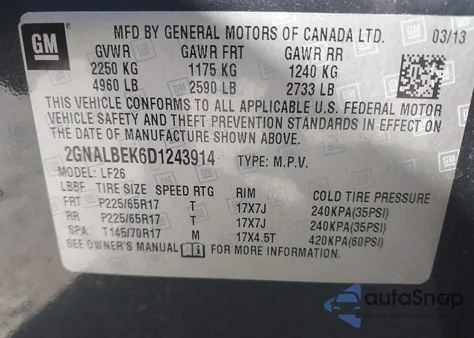 GM
MFD BY GENERAL MOTORS OF CANADA LTD. 03/13
GVWR GAWR FRT GAWR RR
2250 KG 1175 KG 1240 KG
4960 LB 2590 LB 2733 LB
THIS VEHICLE CONFORMS TO ALL APPLICABLE U.S. FEDERAL MOTOR
VEHICLE SAFETY AND THEFT PREVENTION STANDARDS IN
EFFECT ON THE DATE OF MANUFACTURE SHOWN ABOVE.
2GNALBEK6D1243914 TYPE: M.P.V.
MODEL: LF26
LBBF TIRE SIZE SPEED RTG RIM COLD TIRE PRESSURE
FRT P225/65R17 T 17X7J 240KPA(35PSI)
RR P225/65R17 T 17X7J 240KPA(35PSI)
SPA T145/70R17 M 17X4.5T 420KPA(60PSI)
SEE OWNER'S MANUAL
autoSnap